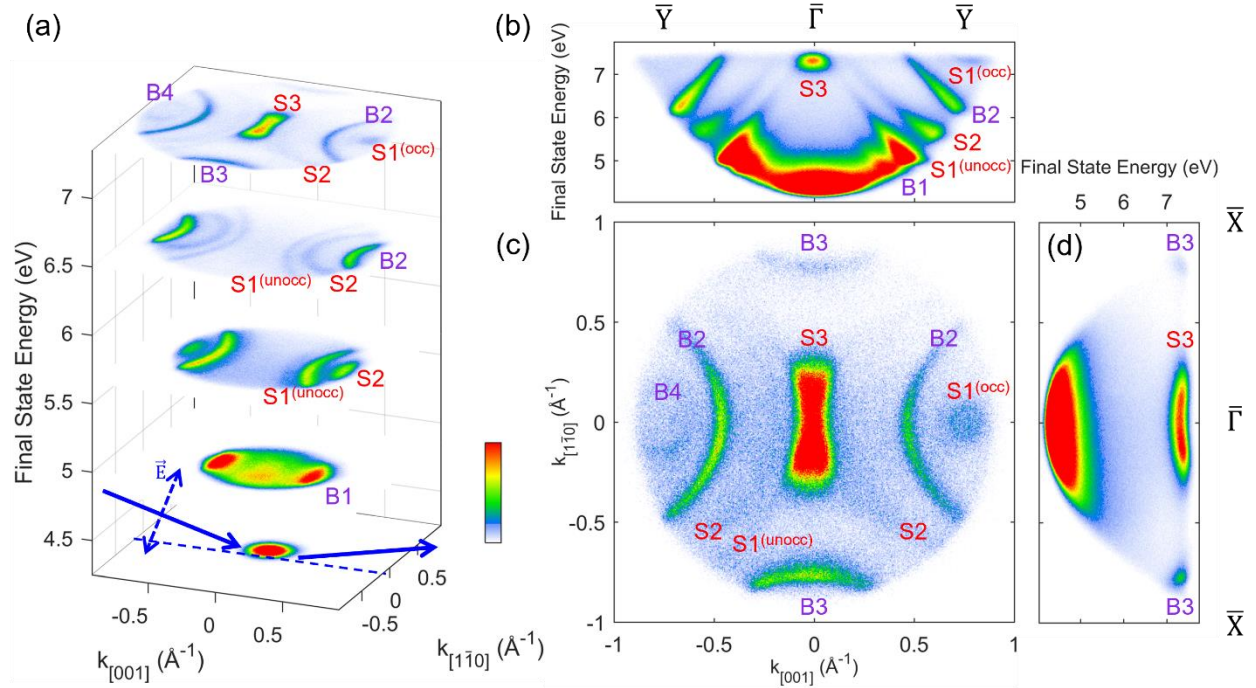 (a)
B4
S3
B2
S1(occ)
B3
S2
7
6.5
B2
S1(unocc)
S2
6
S2
S1(unocc)
5.5
5
B1
E⃗
4.5
Final State Energy (eV)
-0.5
0
0.5
k[001] (Å-1)
-0.5
0
0.5
k[11̄0] (Å-1)
(b)
Ȳ
Γ̄
Ȳ
Final State Energy (eV)
7
6
5
S3
S1(occ)
B2
S2
S1(unocc)
B1
(c)
1
0.5
0
-0.5
-1
k[11̄0] (Å-1)
B3
B2
S3
B2
B4
S1(occ)
S2
S1(unocc)
S2
B3
-1
-0.5
0
0.5
1
k[001] (Å-1)
Final State Energy (eV)
5
6
7
(d)
X̄
B3
S3
Γ̄
B3
X̄